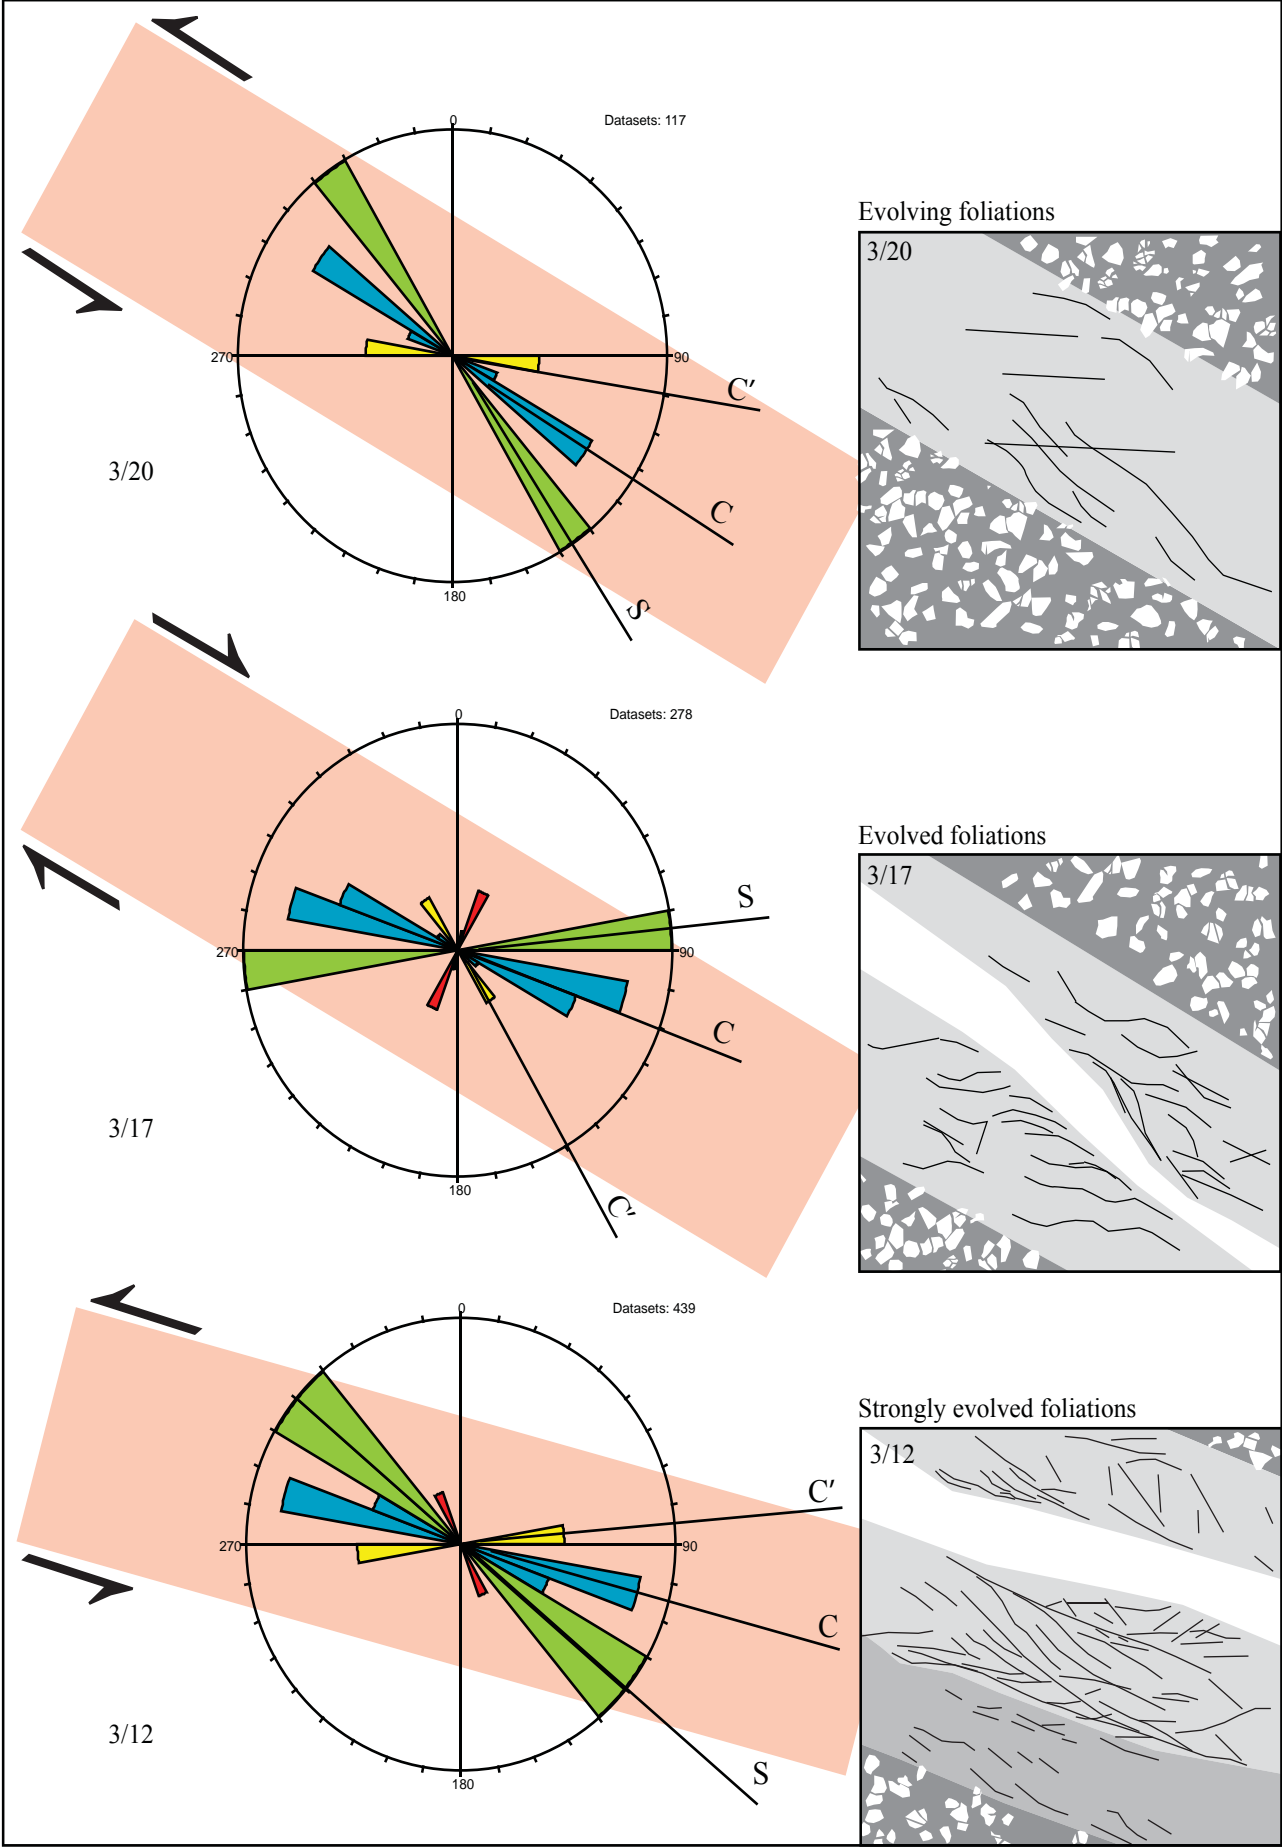 0
Datasets: 117
270
90
C′
C
S
180
3/20
Evolving foliations
3/20
0
Datasets: 278
270
90
S
C
C′
180
3/17
Evolved foliations
3/17
0
Datasets: 439
270
90
C′
C
S
180
3/12
Strongly evolved foliations
3/12